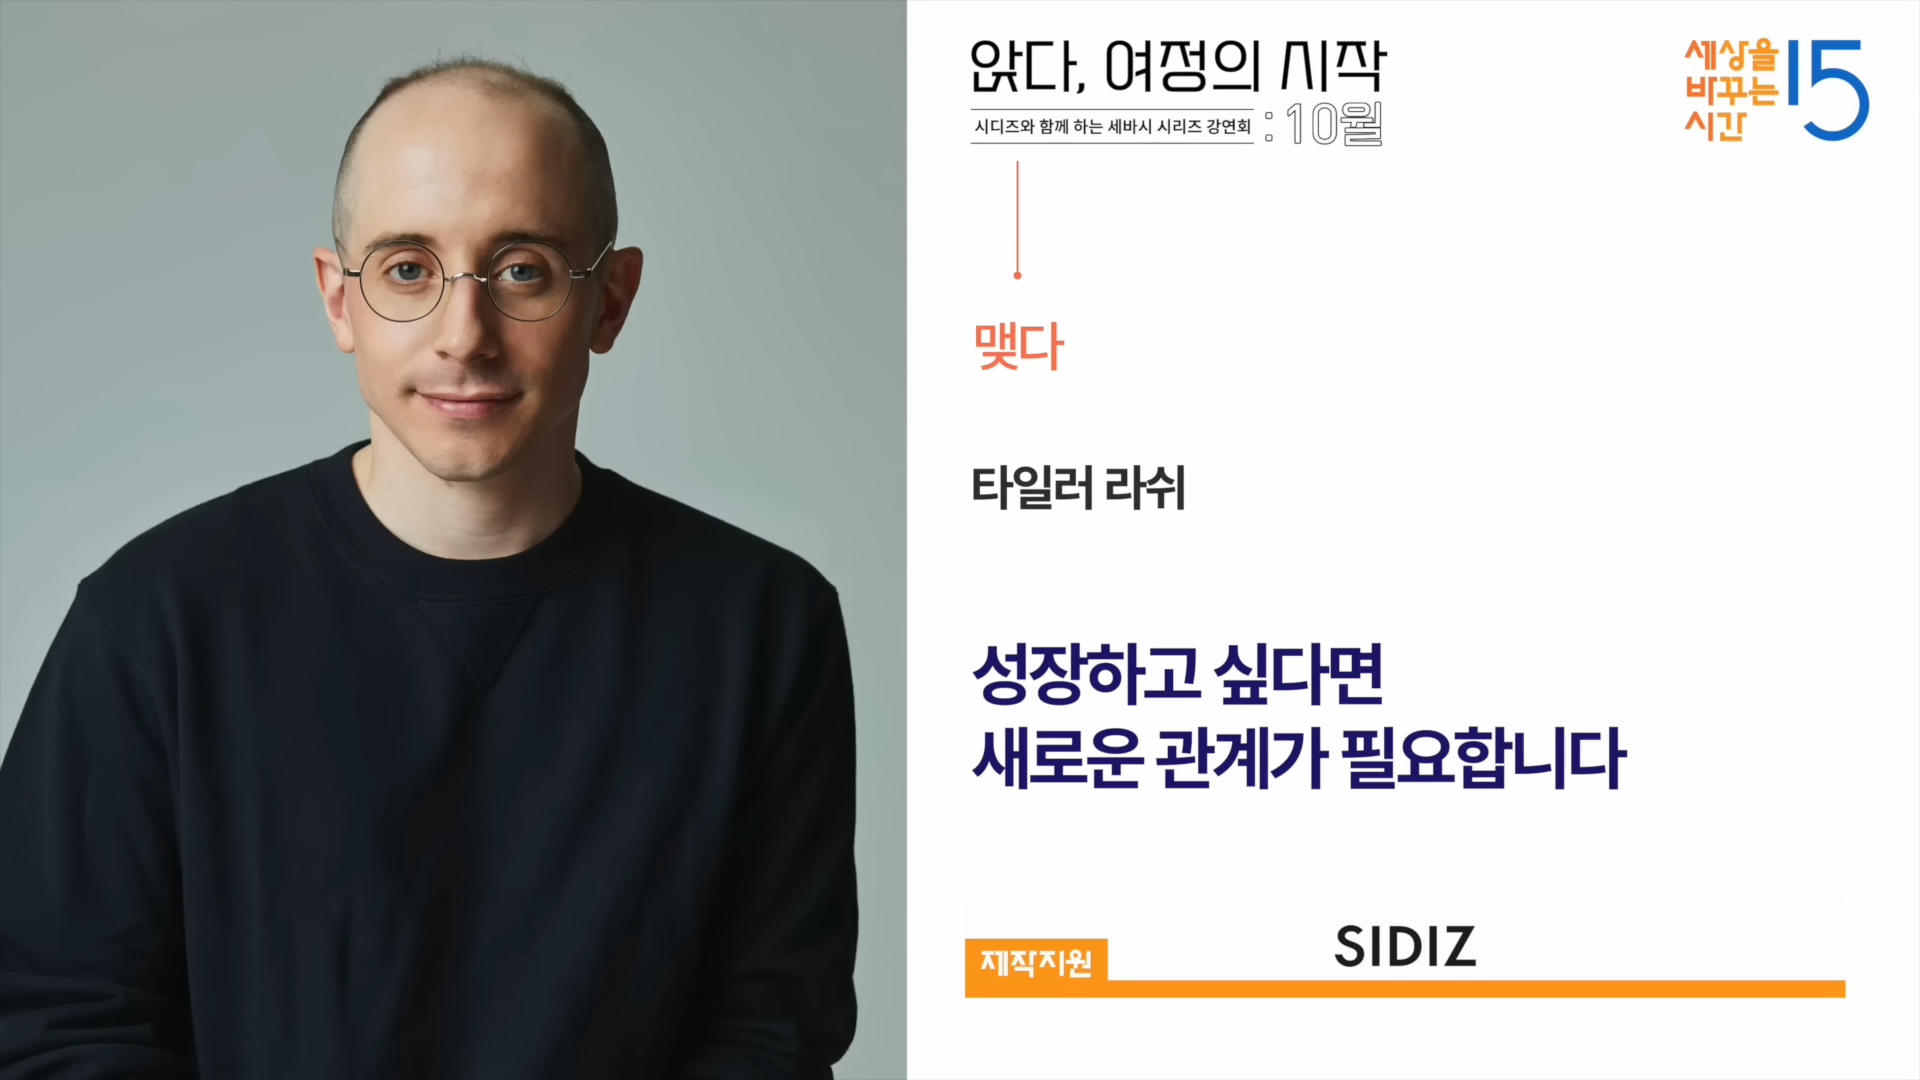 앉다, 여정의 시작
시디즈와 함께 하는 세바시 시리즈 강연회 : 10월
세상을
바꾸는
시간 15
맺다
타일러 라쉬
성장하고 싶다면
새로운 관계가 필요합니다
SIDIZ
제작지원